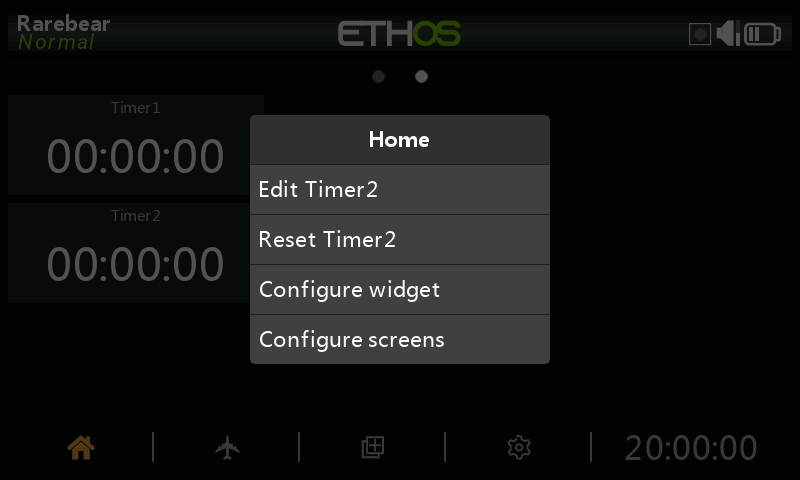 Rarebear
Normal
ETHOS
Timer1
00:00:00
Timer2
00:00:00
Home
Edit Timer2
Reset Timer2
Configure widget
Configure screens
20:00:00